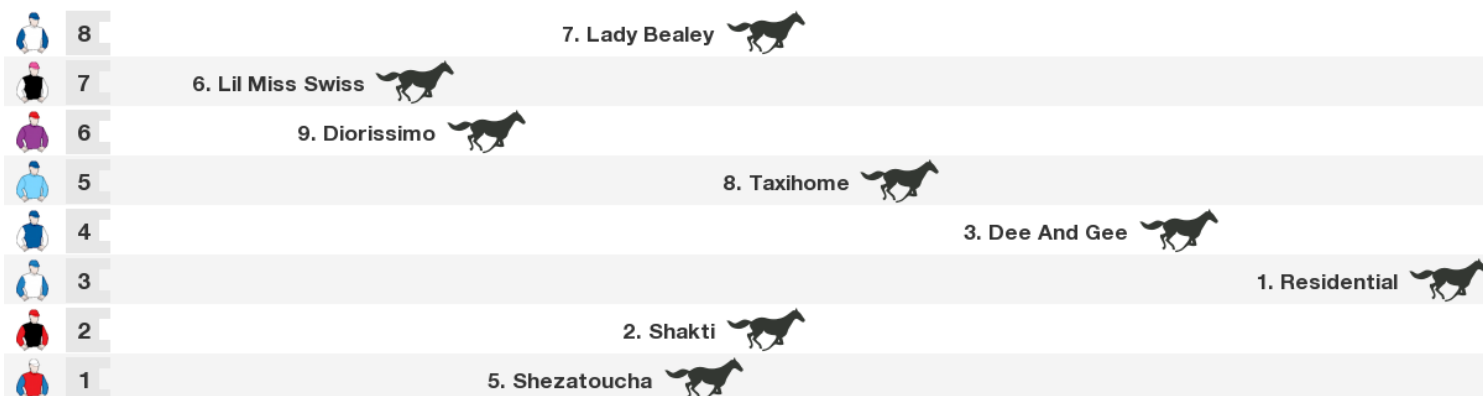 8 7. Lady Bealey
7 6. Lil Miss Swiss
6 9. Diorissimo
5 8. Taxihome
4 3. Dee And Gee
3 1. Residential
2 2. Shakti
1 5. Shezatoucha